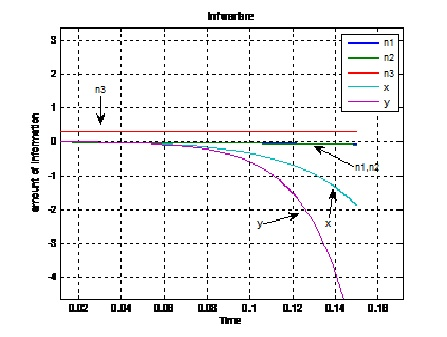 Infowarfare
n1
n2
n3
x
y
3
2
1
0
-1
-2
-3
-4
amount of information
n3
n1,n2
y
x
0.02
0.04
0.06
0.08
0.1
0.12
0.14
0.16
Time